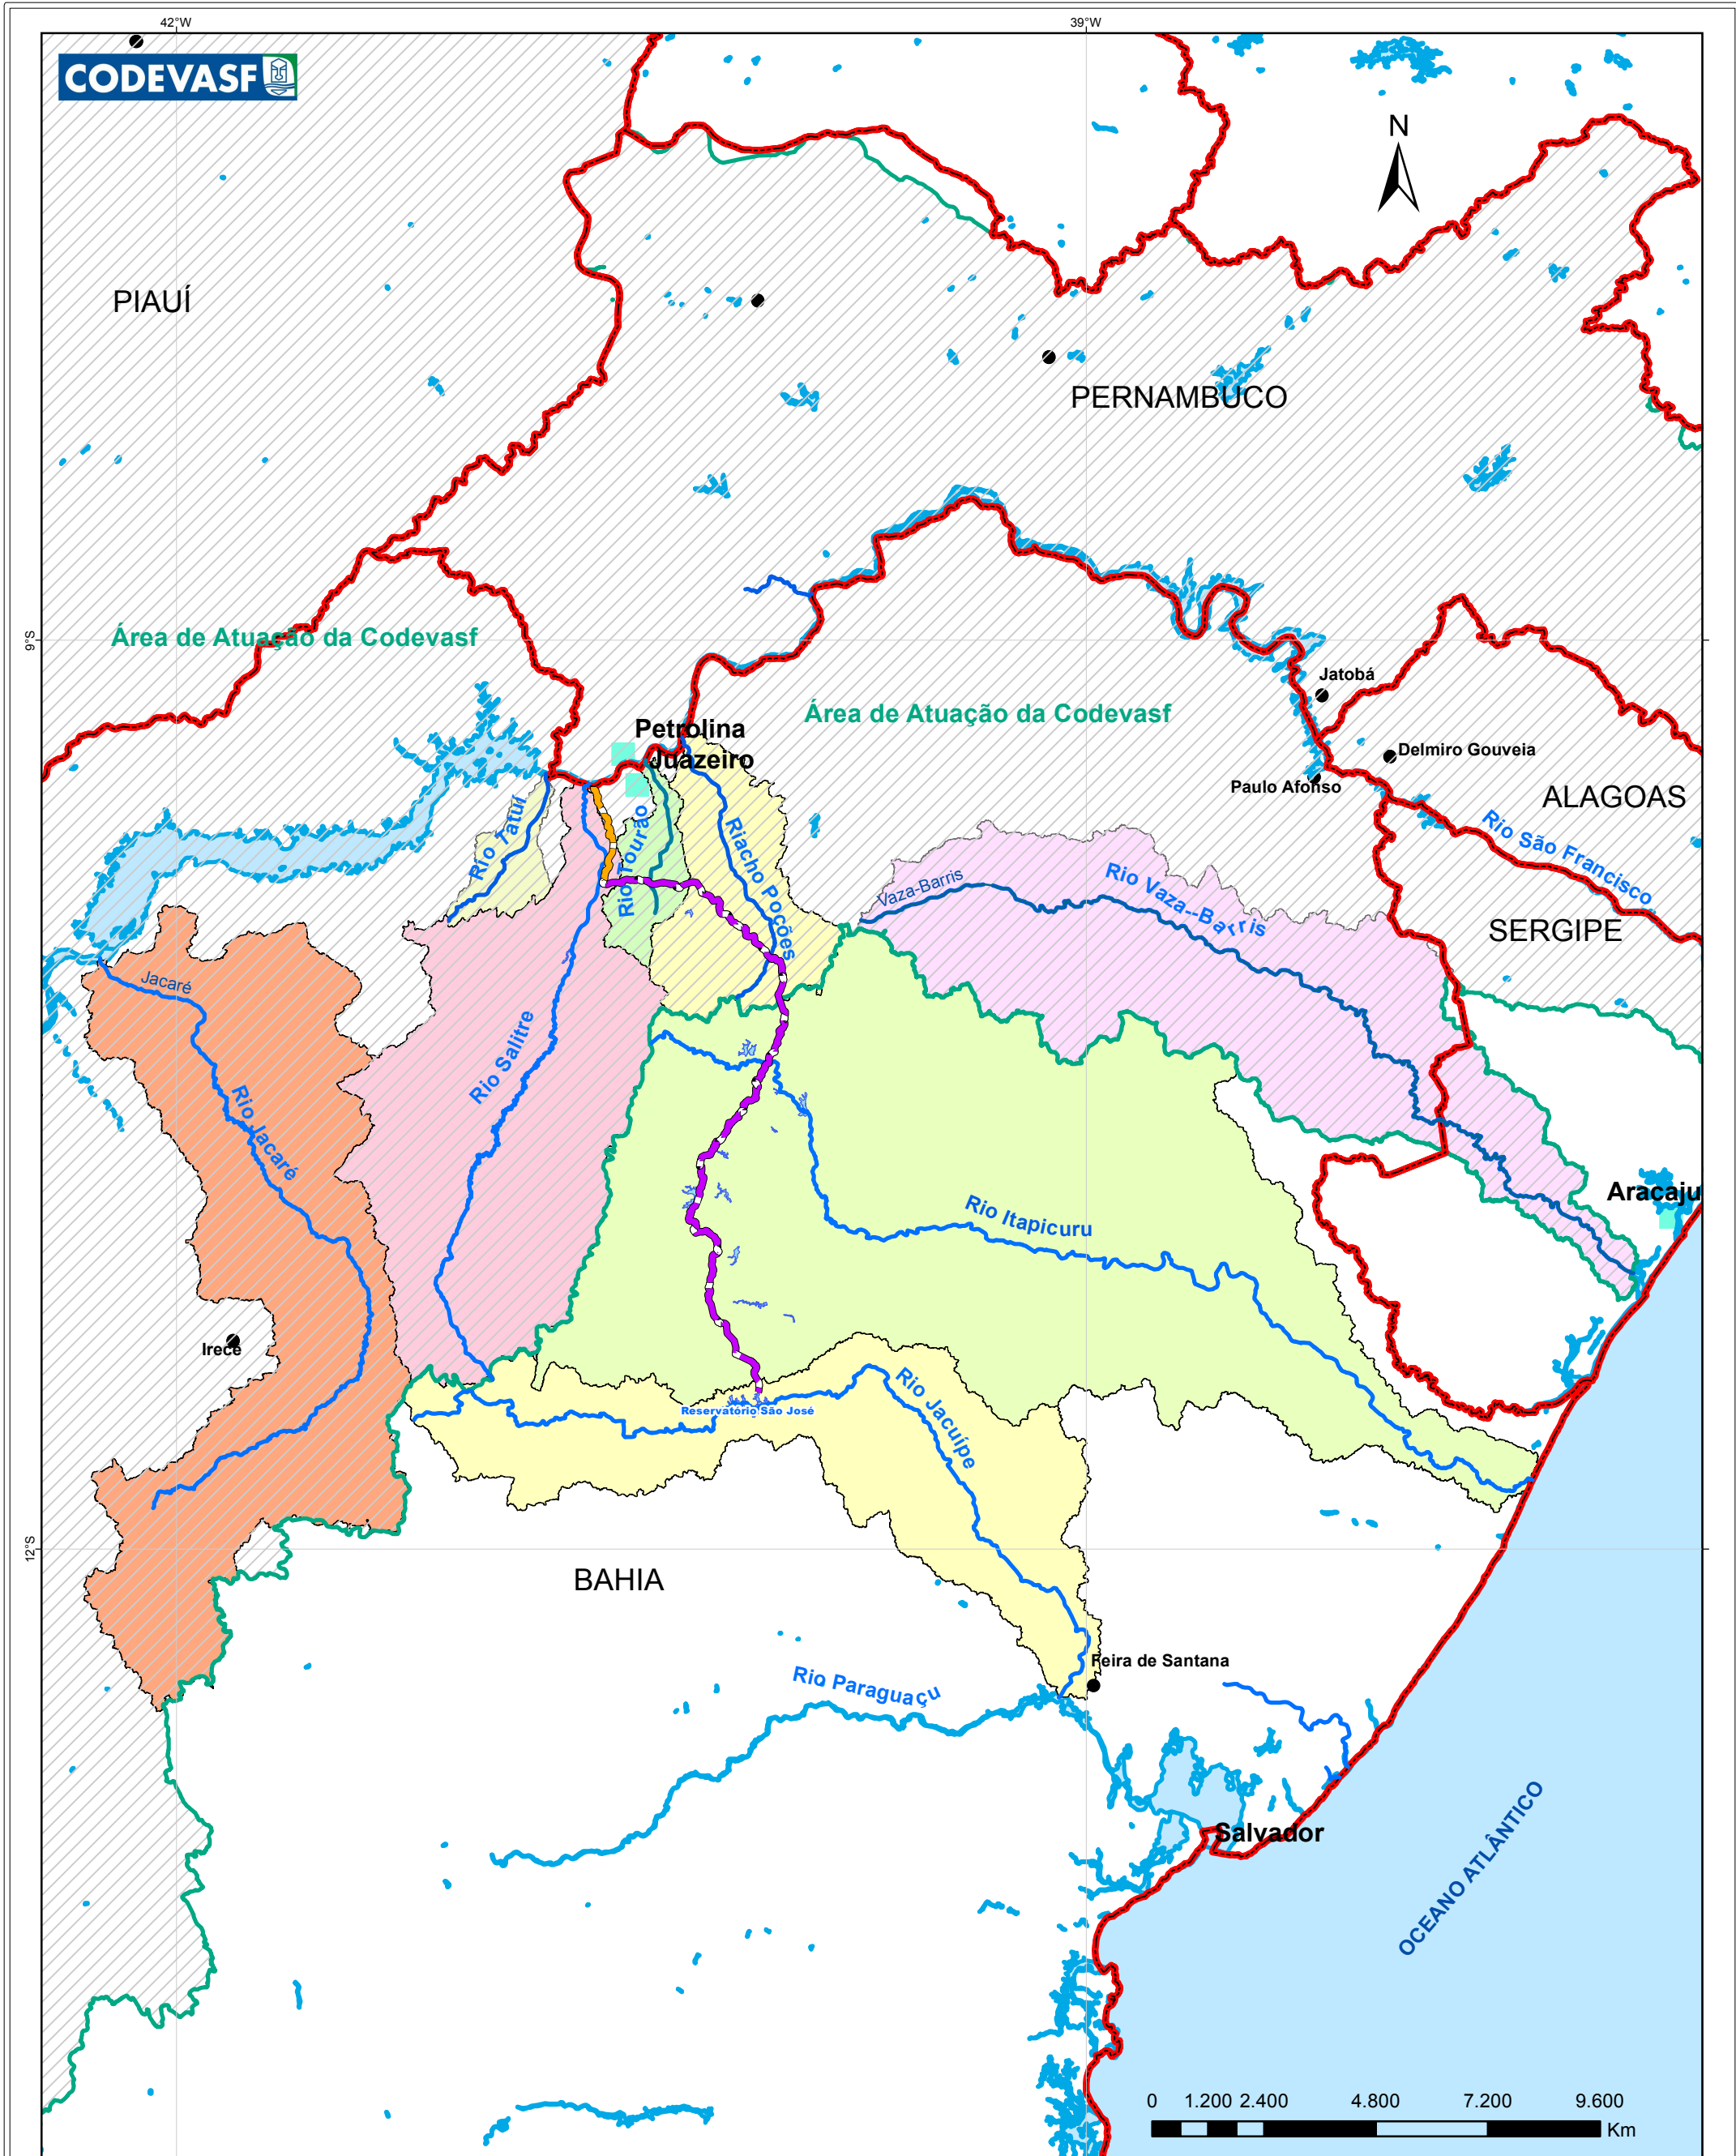 42°W
39°W
CODEVASF
N
PIAUÍ
PERNAMBUCO
9°S
Área de Atuação da Codevasf
Jatobá
Área de Atuação da Codevasf
Petrolina
Juazeiro
Delmiro Gouveia
Paulo Afonso
ALAGOAS
Rio São Francisco
Rio Tatuí
Rio Tourão
Riacho Poções
Vaza-Barris
Rio Vaza--Barris
SERGIPE
Jacaré
Rio Salitre
Rio Jacaré
Aracaju
Rio Itapicuru
Irecê
Rio Jacuípe
Reservatório São José
12°S
BAHIA
Feira de Santana
Rio Paraguaçu
OCEANO ATLÂNTICO
Salvador
0 1.200 2.400 4.800 7.200 9.600
Km